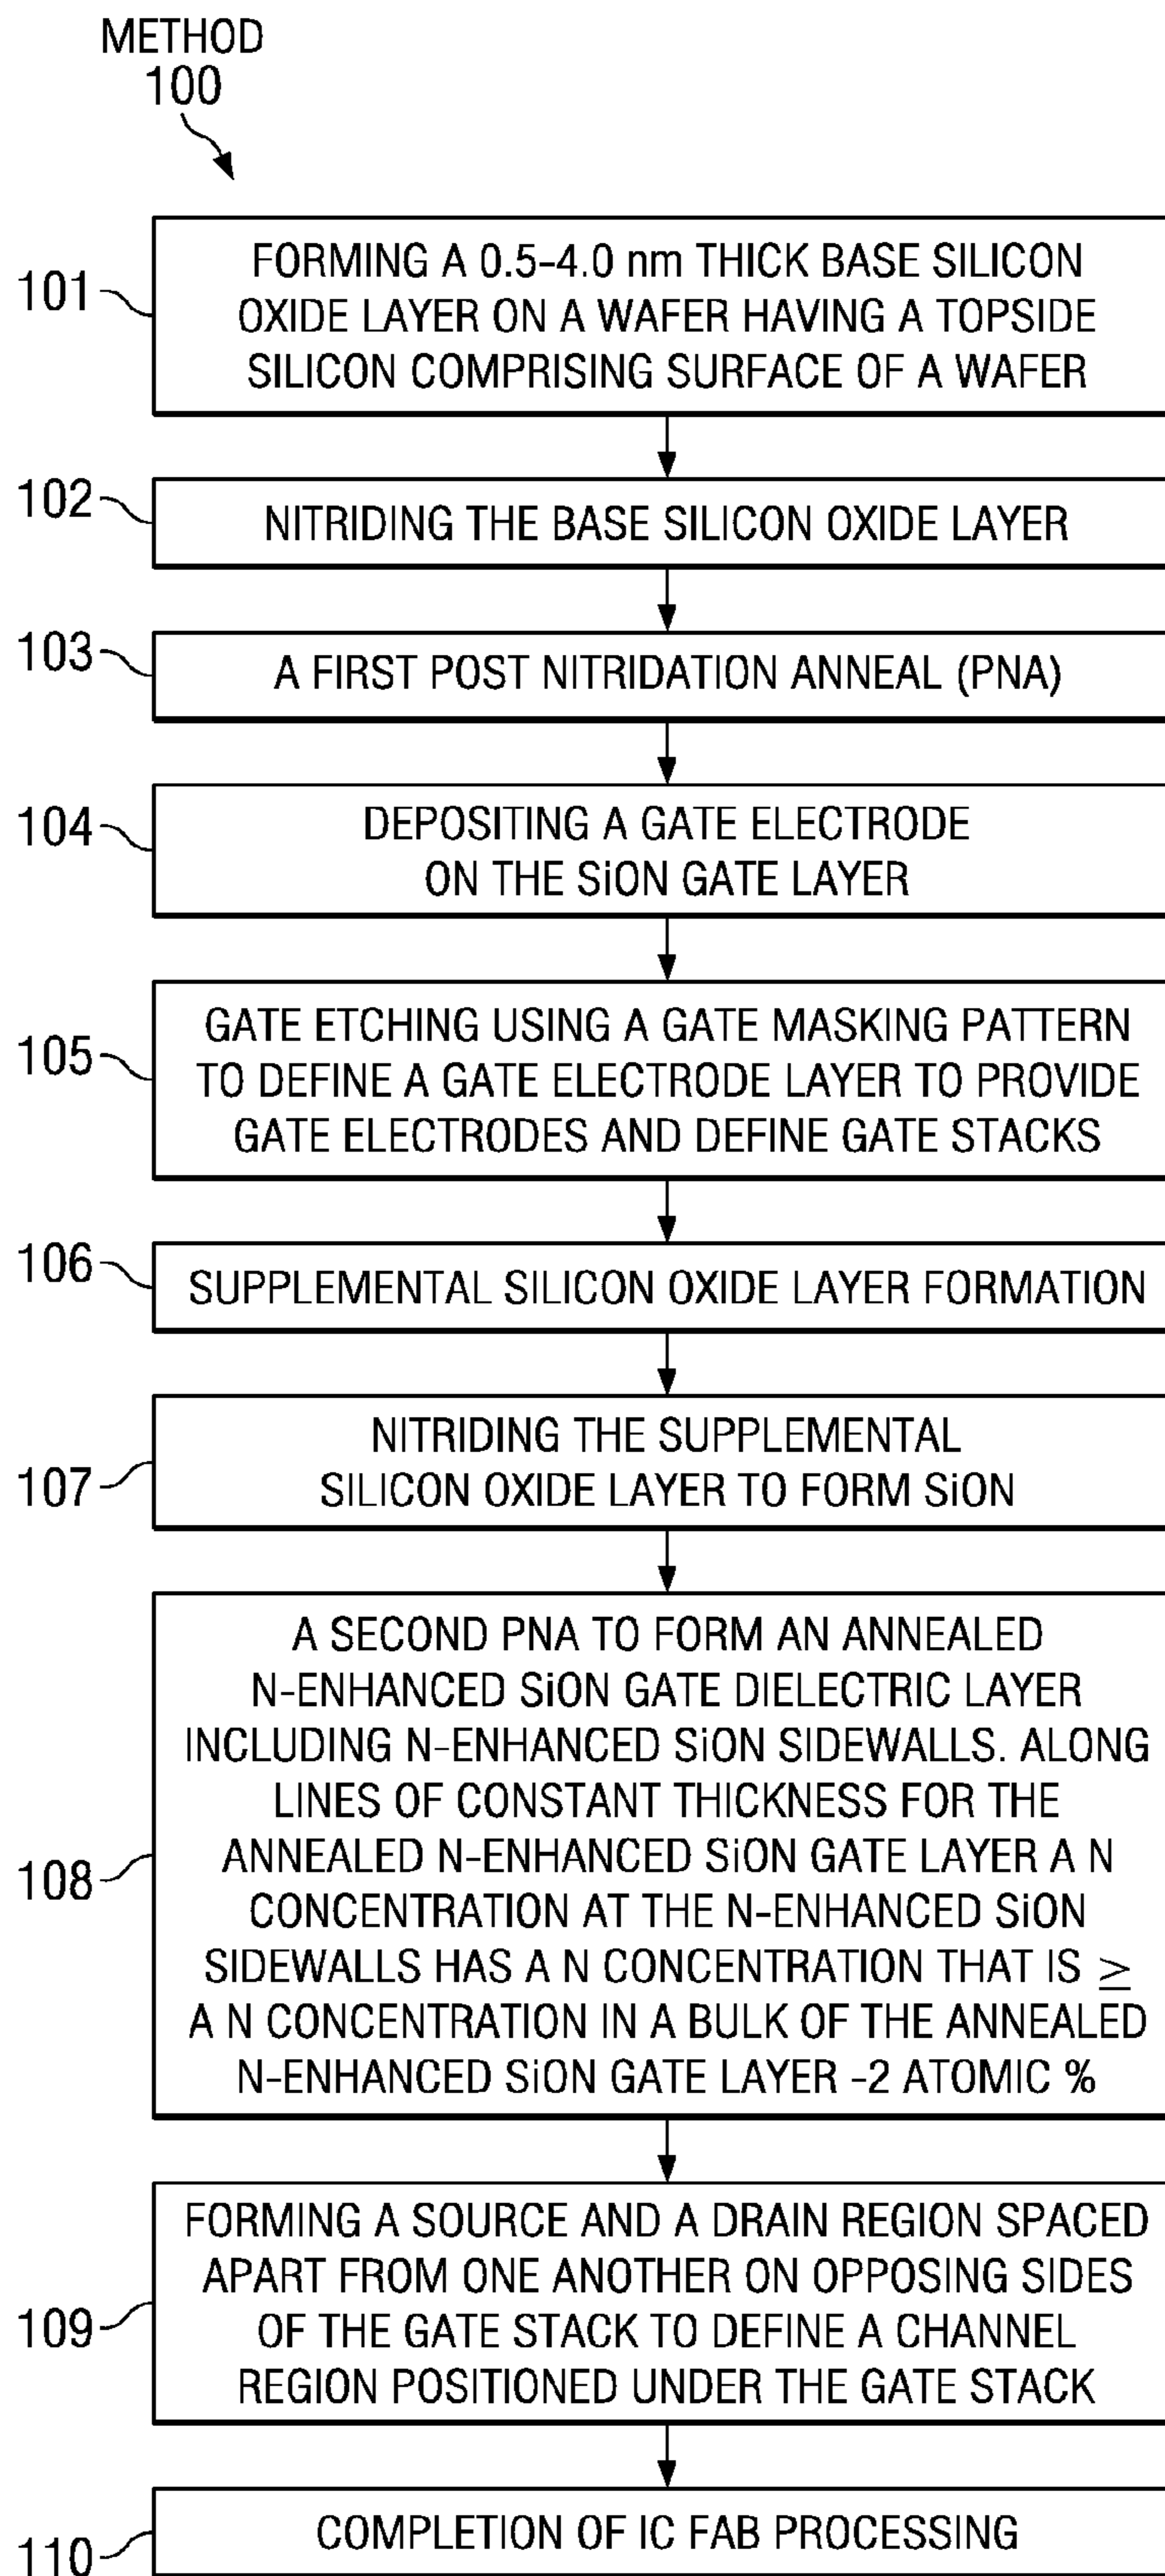 METHOD
100
101
FORMING A 0.5-4.0 nm THICK BASE SILICON
OXIDE LAYER ON A WAFER HAVING A TOPSIDE
SILICON COMPRISING SURFACE OF A WAFER
102
NITRIDING THE BASE SILICON OXIDE LAYER
103
A FIRST POST NITRIDATION ANNEAL (PNA)
104
DEPOSITING A GATE ELECTRODE
ON THE SiON GATE LAYER
105
GATE ETCHING USING A GATE MASKING PATTERN
TO DEFINE A GATE ELECTRODE LAYER TO PROVIDE
GATE ELECTRODES AND DEFINE GATE STACKS
106
SUPPLEMENTAL SILICON OXIDE LAYER FORMATION
107
NITRIDING THE SUPPLEMENTAL
SILICON OXIDE LAYER TO FORM SiON
108
A SECOND PNA TO FORM AN ANNEALED
N-ENHANCED SiON GATE DIELECTRIC LAYER
INCLUDING N-ENHANCED SiON SIDEWALLS. ALONG
LINES OF CONSTANT THICKNESS FOR THE
ANNEALED N-ENHANCED SiON GATE LAYER A N
CONCENTRATION AT THE N-ENHANCED SiON
SIDEWALLS HAS A N CONCENTRATION THAT IS ≥
A N CONCENTRATION IN A BULK OF THE ANNEALED
N-ENHANCED SiON GATE LAYER -2 ATOMIC %
109
FORMING A SOURCE AND A DRAIN REGION SPACED
APART FROM ONE ANOTHER ON OPPOSING SIDES
OF THE GATE STACK TO DEFINE A CHANNEL
REGION POSITIONED UNDER THE GATE STACK
110
COMPLETION OF IC FAB PROCESSING